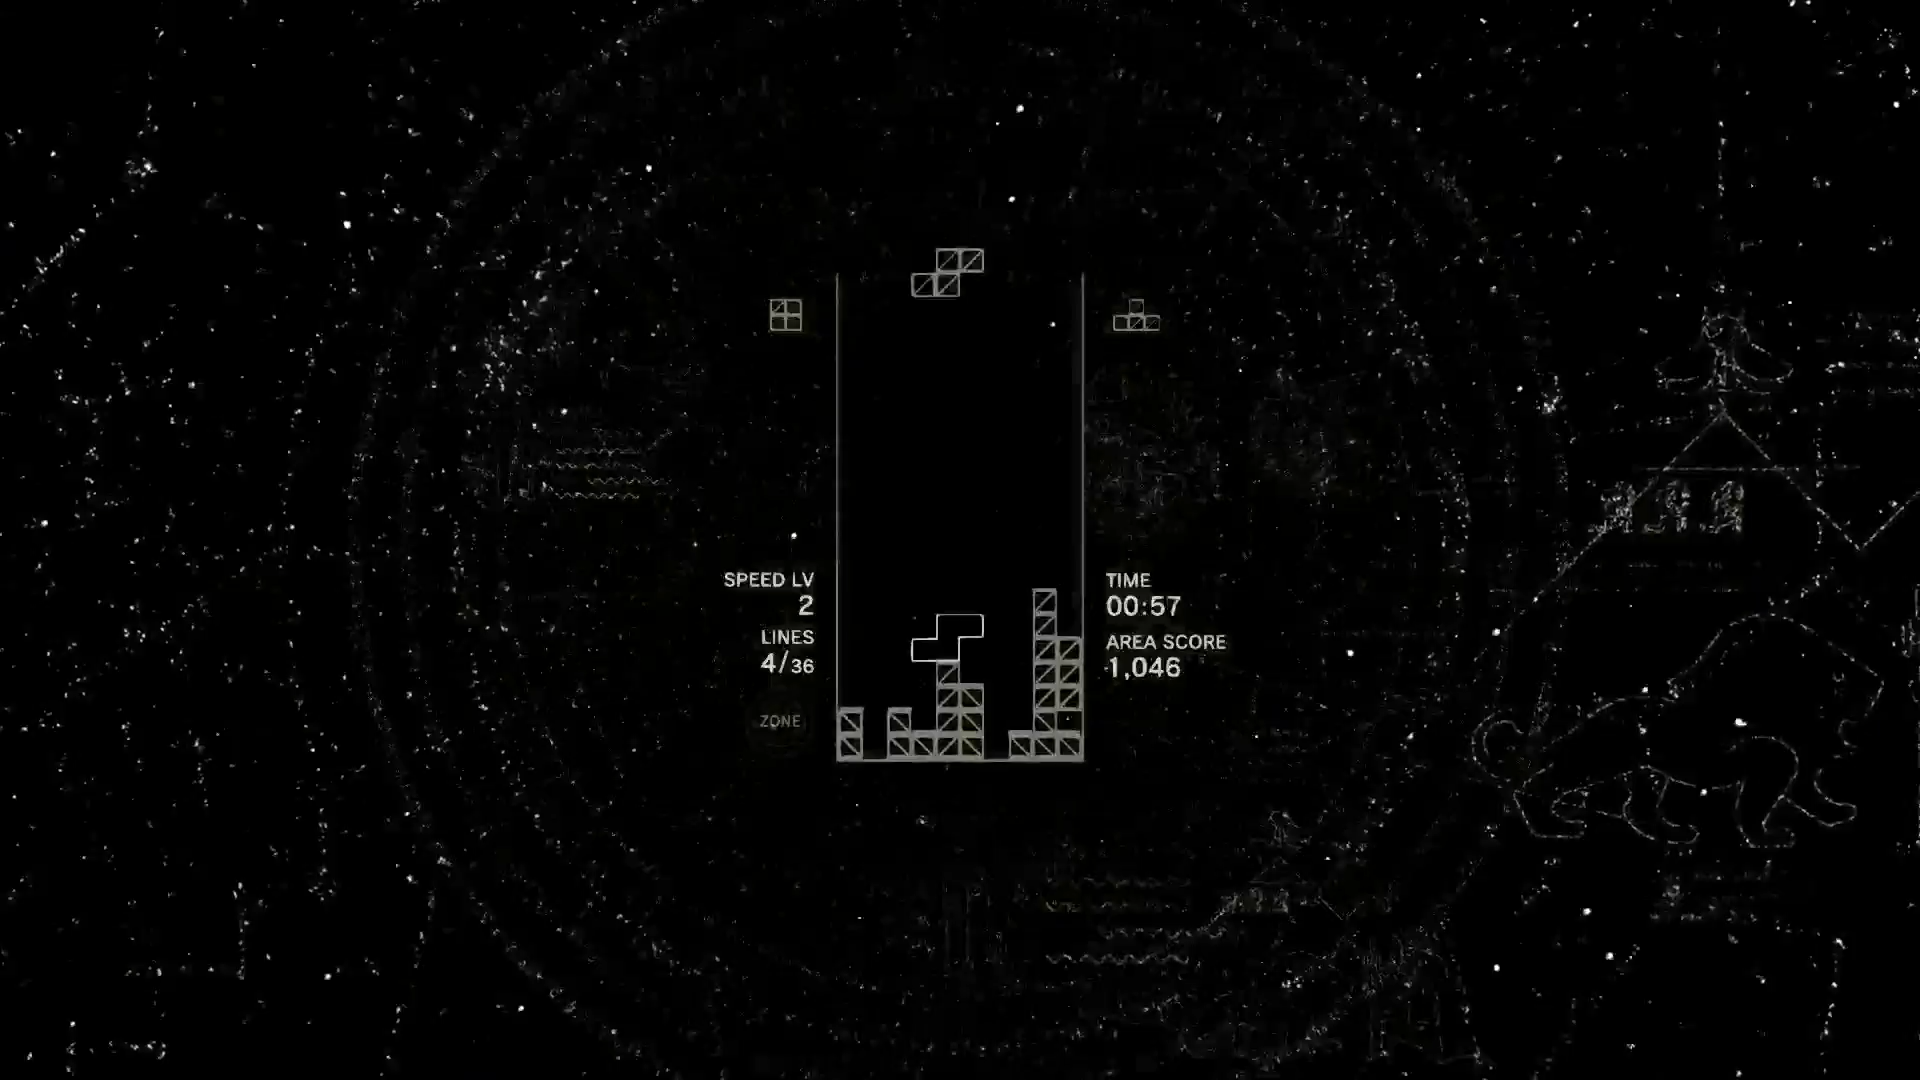 SPEED LV
2
LINES
4/36
ZONE
TIME
00:57
AREA SCORE
1,046